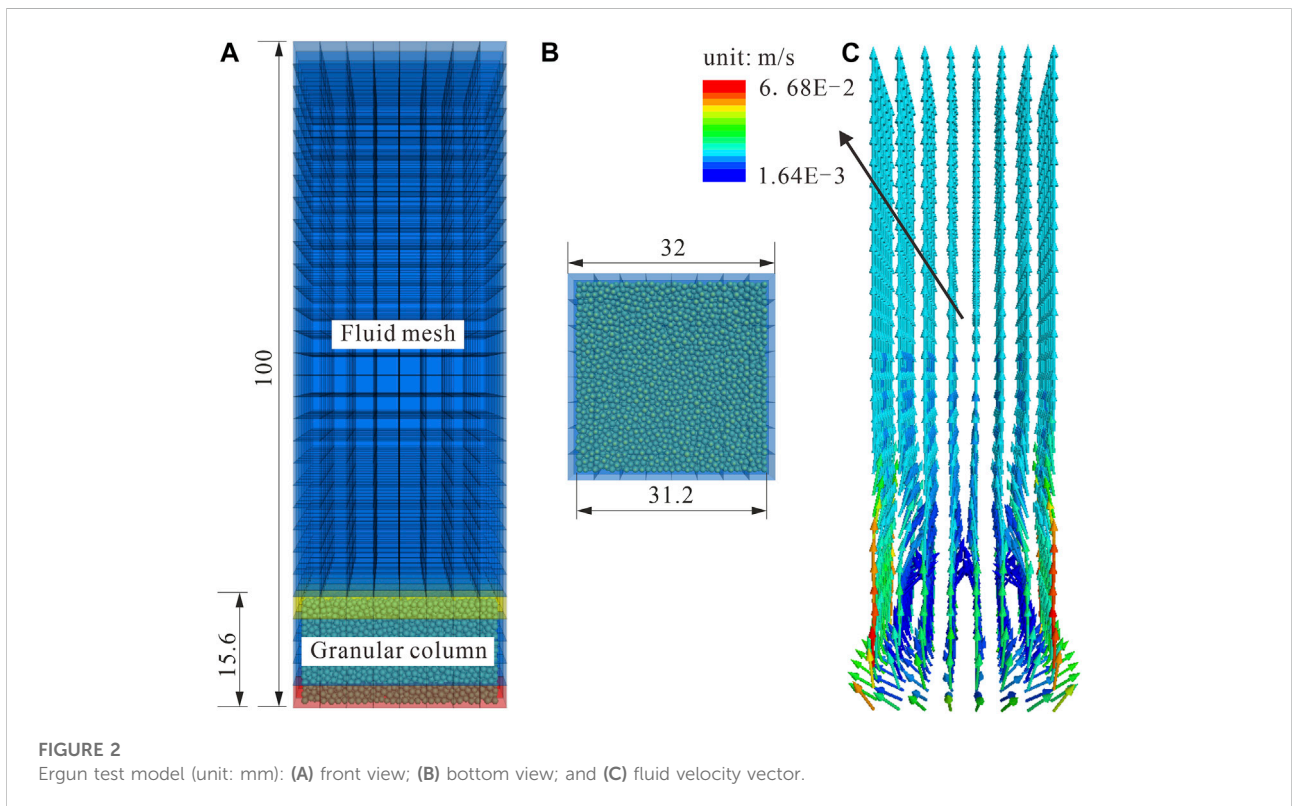 A
100
Fluid mesh
15.6
Granular column
B
32
31.2
unit: m/s
6. 68E-2
1.64E-3
C
FIGURE 2
Ergun test model (unit: mm): (A) front view; (B) bottom view; and (C) fluid velocity vector.